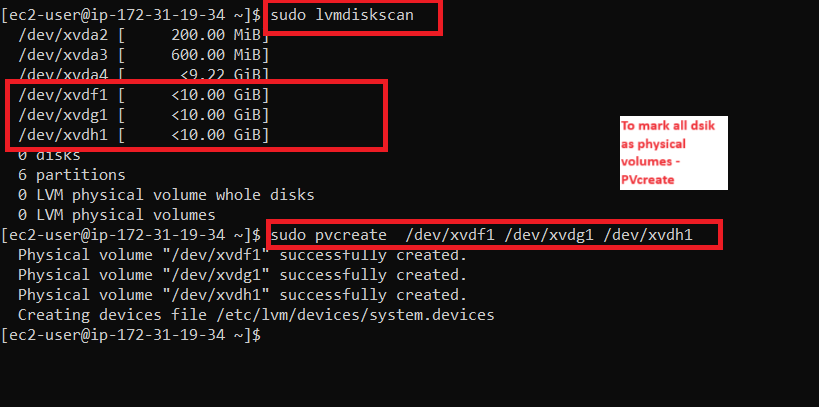 [ec2-user@ip-172-31-19-34 ~]$ sudo lvmdiskscan
  /dev/xvda2 [     200.00 MiB]
  /dev/xvda3 [     600.00 MiB]
  /dev/xvda4 [      <9.22 GiB]
  /dev/xvdf1 [     <10.00 GiB]
  /dev/xvdg1 [     <10.00 GiB]
  /dev/xvdh1 [     <10.00 GiB]
  0 disks
  6 partitions
  0 LVM physical volume whole disks
  0 LVM physical volumes
To mark all dsik
as physical
volumes -
PVcreate
[ec2-user@ip-172-31-19-34 ~]$ sudo pvcreate  /dev/xvdf1 /dev/xvdg1 /dev/xvdh1
  Physical volume "/dev/xvdf1" successfully created.
  Physical volume "/dev/xvdg1" successfully created.
  Physical volume "/dev/xvdh1" successfully created.
  Creating devices file /etc/lvm/devices/system.devices
[ec2-user@ip-172-31-19-34 ~]$